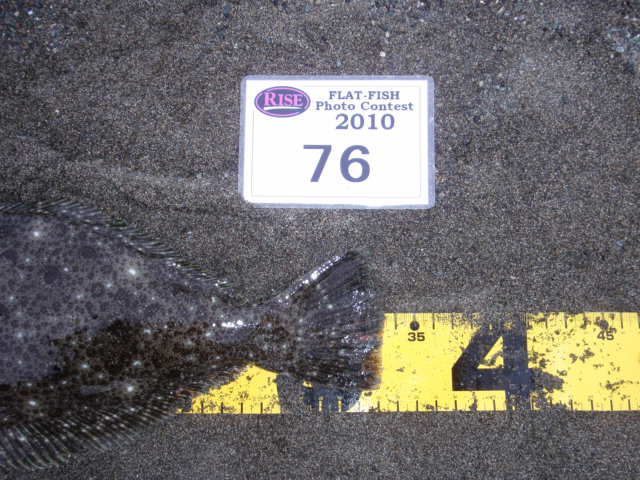 RISE
FLAT-FISH
Photo Contest
2010
76
35
4
45